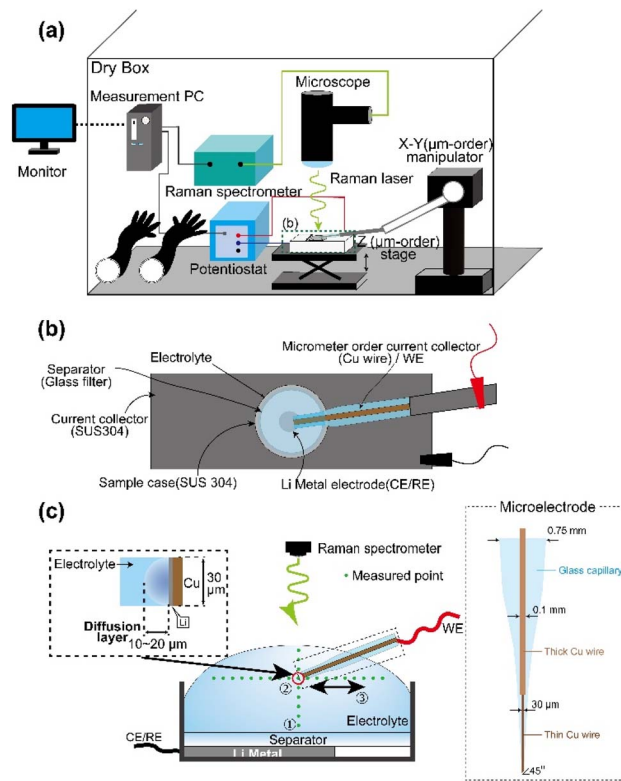 (a)
Dry Box
Measurement PC
Microscope
X-Y(μm-order)
manipulator
Monitor
Raman spectrometer
Raman laser
(b)
Z (μm-order)
stage
Potentiostat
(b)
Separator
(Glass filter)
Electrolyte
Micrometer order current collector
(Cu wire) / WE
Current collector
(SUS304)
Sample case(SUS 304)
Li Metal electrode(CE/RE)
(c)
Electrolyte
Cu
30
μm
Li
Diffusion
layer
10~20 μm
Raman spectrometer
Measured point
WE
②
③
①
Electrolyte
Separator
CE/RE
Li Metal
Microelectrode
0.75 mm
Glass capillary
0.1 mm
Thick Cu wire
30 μm
Thin Cu wire
45°